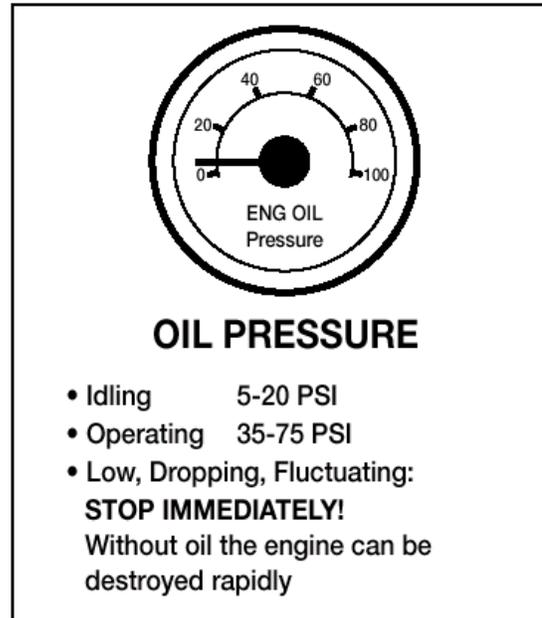 40 60
20 80
0 100
ENG OIL
Pressure
OIL PRESSURE
• Idling 5-20 PSI
• Operating 35-75 PSI
• Low, Dropping, Fluctuating:
STOP IMMEDIATELY!
Without oil the engine can be
destroyed rapidly